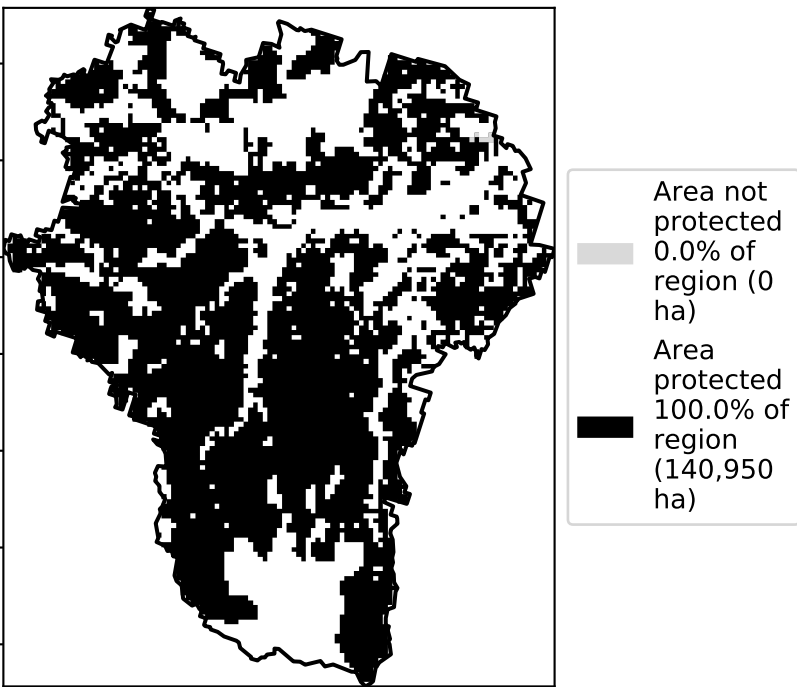 Area not
protected
0.0% of
region (0
ha)
Area
protected
100.0% of
region
(140,950
ha)